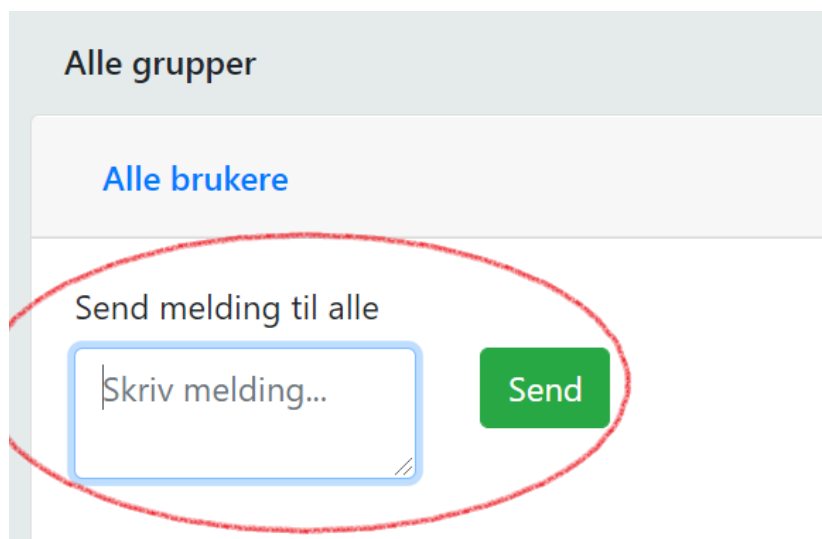 Alle grupper
Alle brukere
Send melding til alle
Skriv melding...
Send